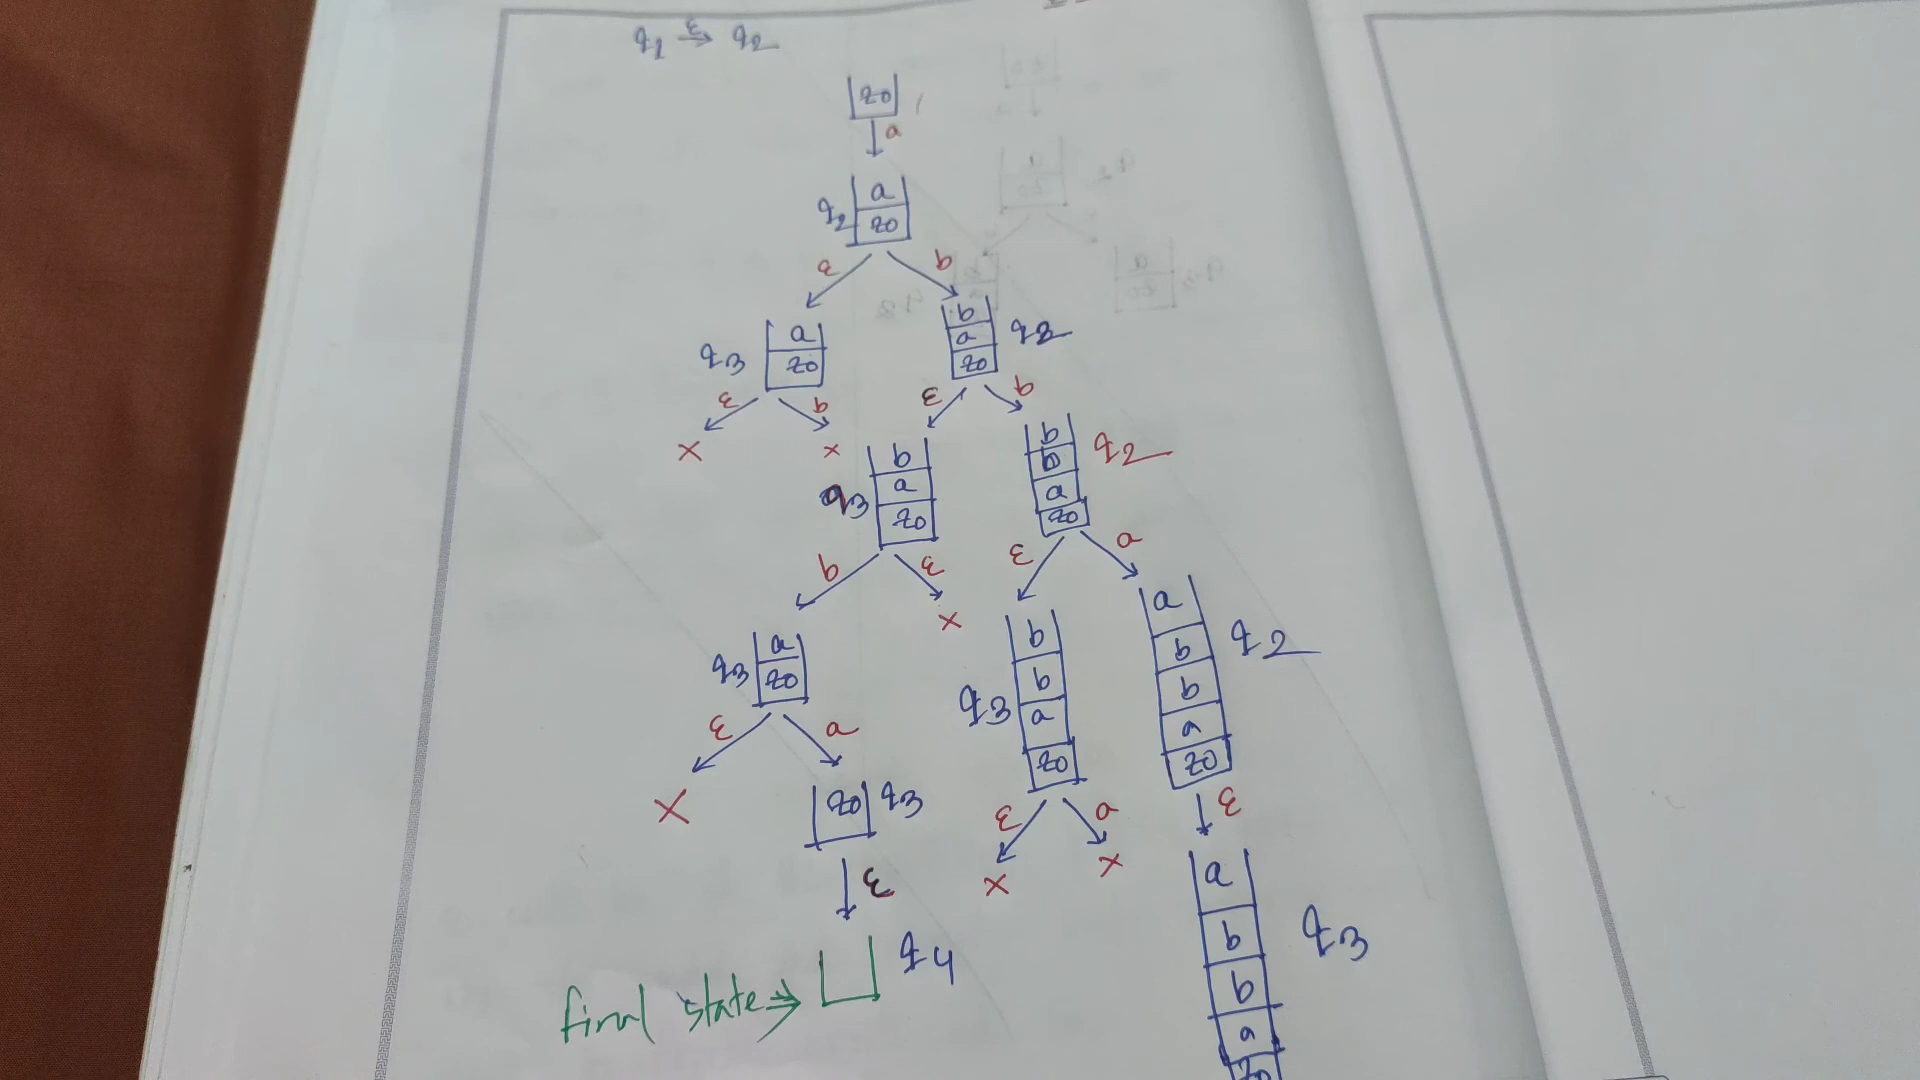 q1 ε→ q2
z0
a
a
q2 z0
ε b
b
a a q2
q3 z0 z0
ε b ε b
x x b b q2
b
a a
q3 z0 z0
b ε ε a
x
a b a
q3 z0 b b q2
ε a q3 a b
z0 a
z0
x z0 q3 ε a ε
x x
ε a
b q3
final state → q4 b
a
z0